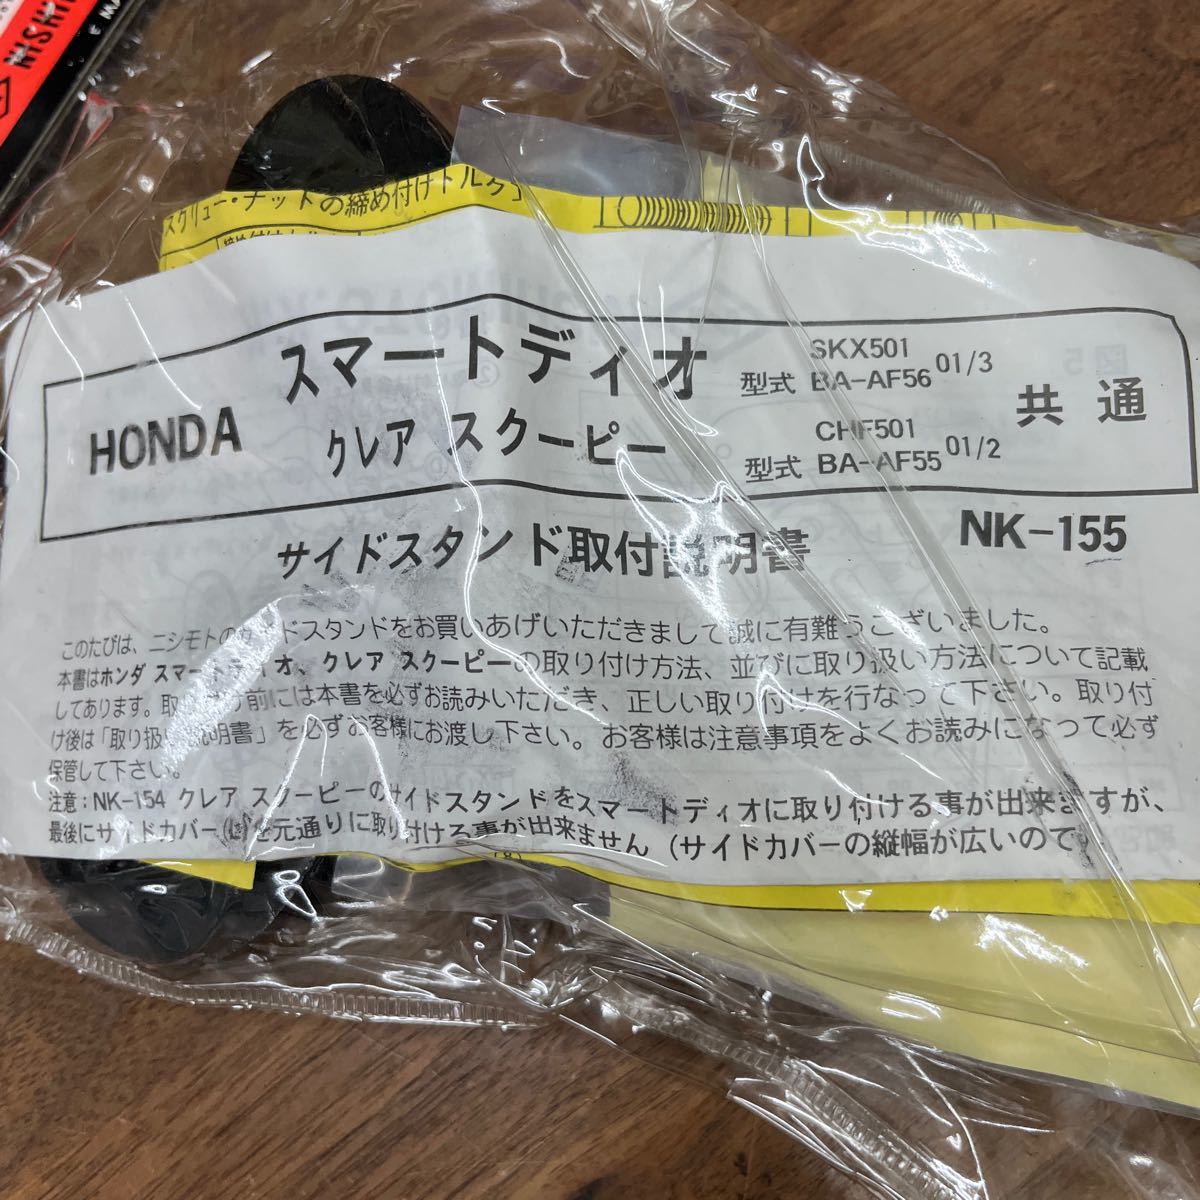 NISHI
スクリュー・ナットの締め付けトルク」
HONDA
スマートディオ
クレア スクーピー
SKX501
型式 BA-AF56 01/3
CHF501
型式 BA-AF55 01/2
共通
サイドスタンド取付説明書
NK-155
このたびは、ニシモトのサイドスタンドをお買いあげいただきまして誠に有難うございました。
本書はホンダ スマートディオ、クレア スクーピーの取り付け方法、並びに取り扱い方法について記載
してあります。取り付け前には本書を必ずお読みいただき、正しい取り付けを行なって下さい。取り付
け後は「取り扱い説明書」を必ずお客様にお渡し下さい。お客様は注意事項をよくお読みになって必ず
保管して下さい。
注意:NK-154 クレア スクーピーのサイドスタンドをスマートディオに取り付ける事が出来ますが、
最後にサイドカバー を元通りに取り付ける事が出来ません(サイドカバーの縦幅が広いので)
(8)